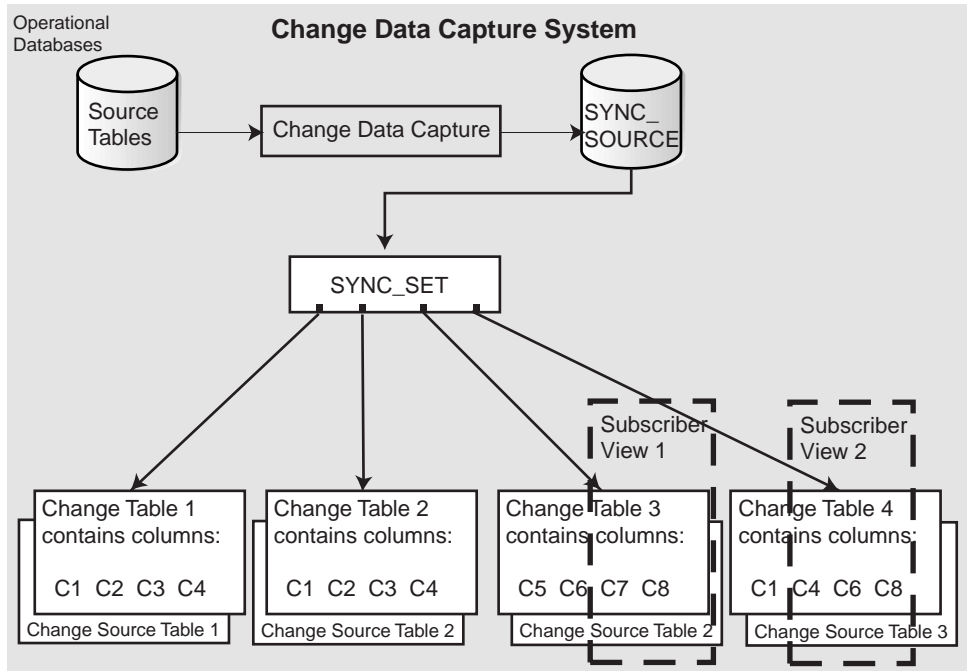 Operational
Databases
Change Data Capture System
Source
Tables
Change Data Capture
SYNC_
SOURCE
SYNC_SET
Subscriber
View 1
Subscriber
View 2
Change Table 1
contains columns:
C1 C2 C3 C4
Change Source Table 1
Change Table 2
contains columns:
C1 C2 C3 C4
Change Source Table 2
Change Table 3
contains columns:
C5 C6 C7 C8
Change Source Table 2
Change Table 4
contains columns:
C1 C4 C6 C8
Change Source Table 3